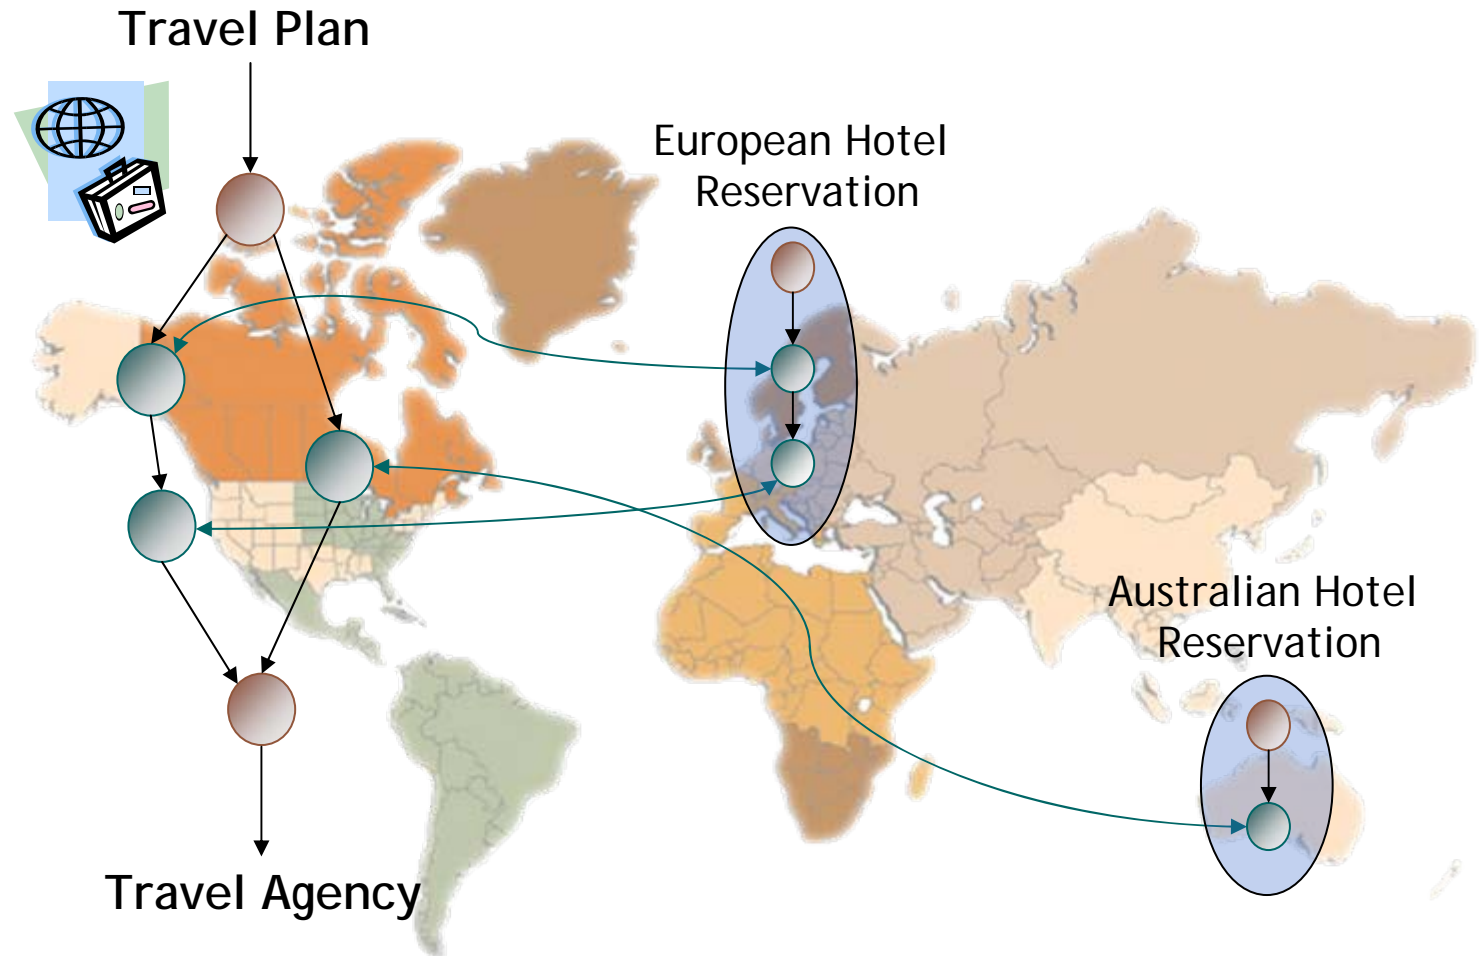 Travel Plan
European Hotel
Reservation
Australian Hotel
Reservation
Travel Agency